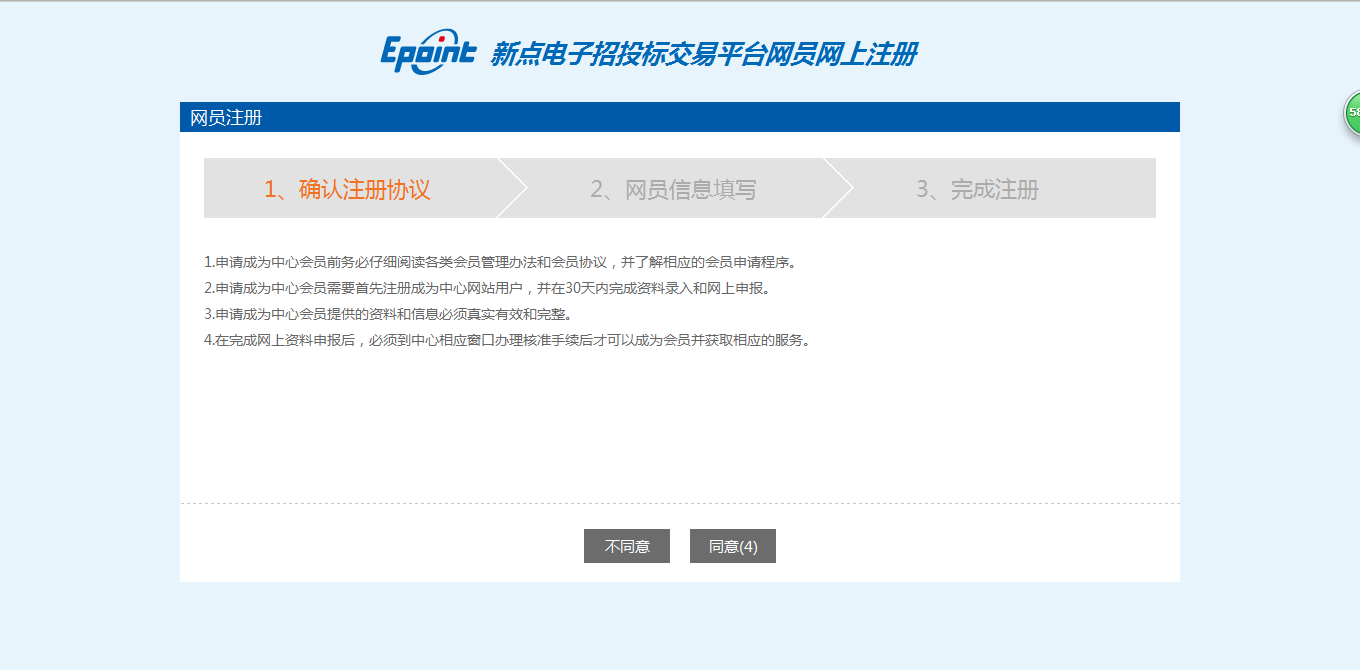 Epoint 新点电子招投标交易平台网员网上注册
网员注册
1、确认注册协议
2、网员信息填写
3、完成注册
1.申请成为中心会员前务必仔细阅读各类会员管理办法和会员协议，并了解相应的会员申请程序。
2.申请成为中心会员需要首先注册成为中心网站用户，并在30天内完成资料录入和网上申报。
3.申请成为中心会员提供的资料和信息必须真实有效和完整。
4.在完成网上资料申报后，必须到中心相应窗口办理核准手续后才可以成为会员并获取相应的服务。
不同意
同意(4)